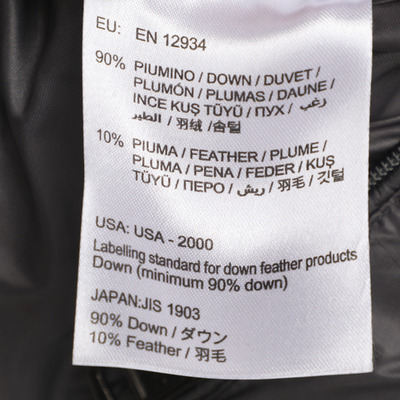 EU: EN 12934
90% PIUMINO / DOWN / DUVET /
PLUMÓN / PLUMAS / DAUNE /
INCE KUŞ TÜYÜ / ПУХ / زغب
الطير / 羽绒 / 솜털
10% PIUMA / FEATHER / PLUME /
PLUMA / PENA / FEDER / KUŞ
TÜYÜ / ПЕРО / ريش / 羽毛 / 깃털
USA: USA - 2000
Labelling standard for down feather products
Down (minimum 90% down)
JAPAN:JIS 1903
90% Down / ダウン
10% Feather / 羽毛